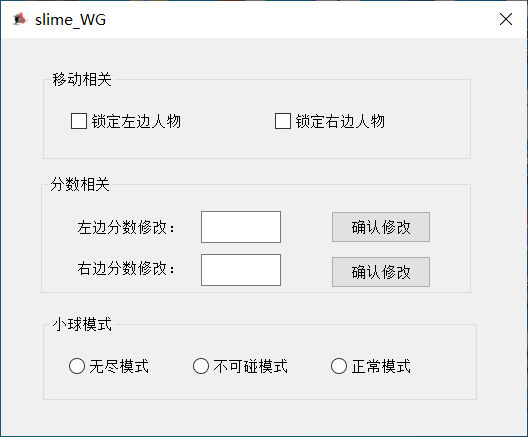 slime_WG
移动相关
锁定左边人物 锁定右边人物
分数相关
左边分数修改： 确认修改
右边分数修改： 确认修改
小球模式
无尽模式 不可碰模式 正常模式